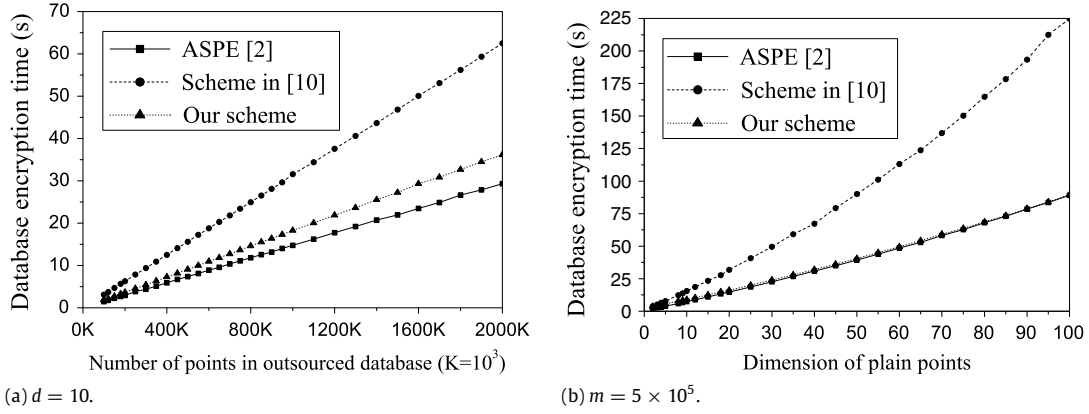 Database encryption time (s)
70
60
50
40
30
20
10
0
ASPE [2]
Scheme in [10]
Our scheme
0K 400K 800K 1200K 1600K 2000K
Number of points in outsourced database (K=10³)
(a) d = 10.
Database encryption time (s)
225
200
175
150
125
100
75
50
25
0
ASPE [2]
Scheme in [10]
Our scheme
0 10 20 30 40 50 60 70 80 90 100
Dimension of plain points
(b) m = 5 × 10⁵.